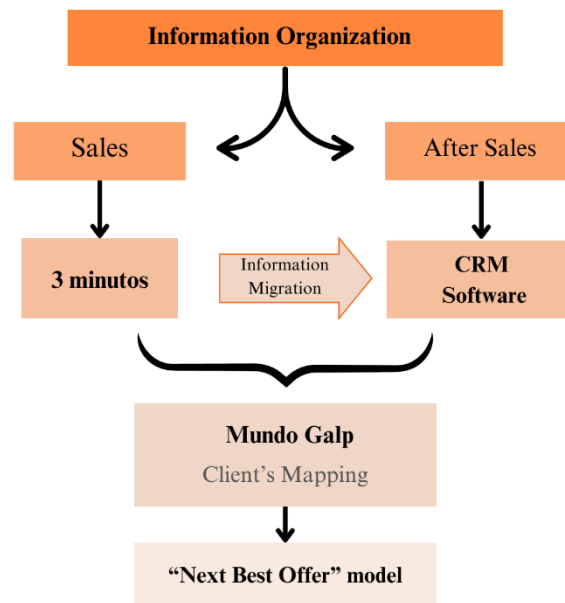 Information Organization
Sales
After Sales
3 minutos
Information
Migration
CRM
Software
Mundo Galp
Client's Mapping
“Next Best Offer” model